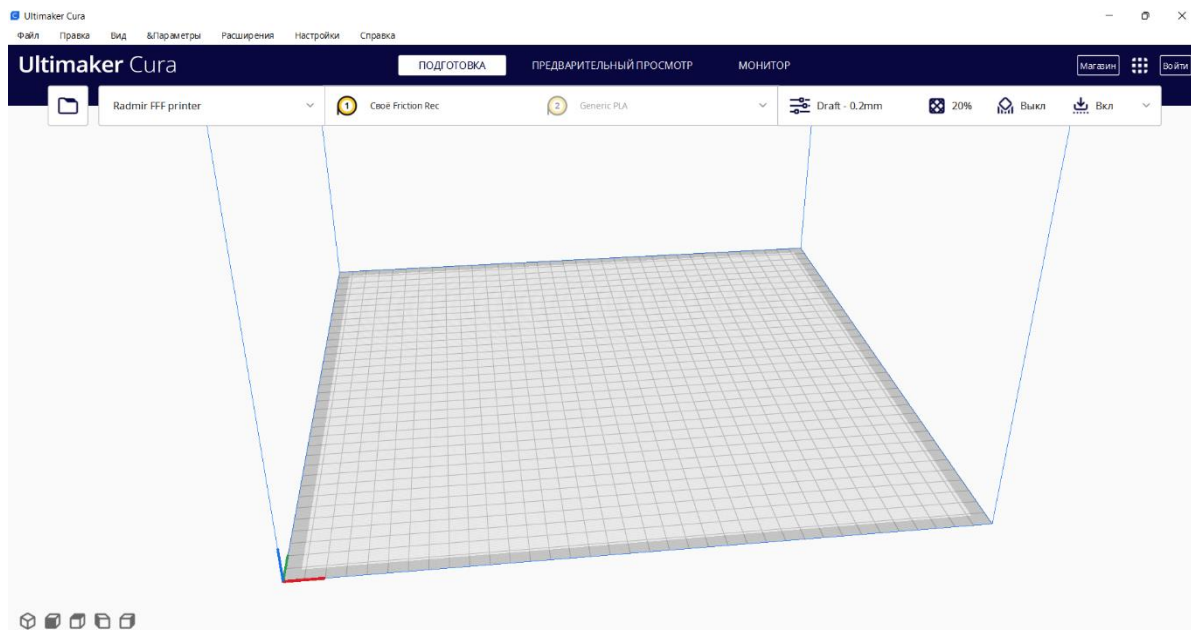 Ultimaker Cura
Файл Правка Вид &Параметры Расширения Настройки Справка
Ultimaker Cura ПОДГОТОВКА ПРЕДВАРИТЕЛЬНЫЙ ПРОСМОТР МОНИТОР Магазин Войти
Radmir FFF printer 1 Своё Friction Rec 2 Generic PLA Draft - 0.2mm 20% Выкл Вкл